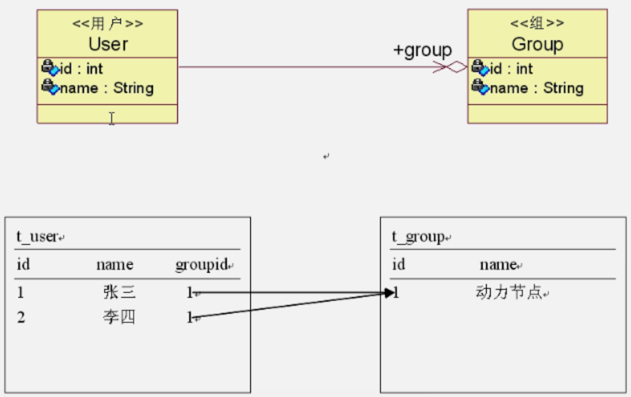 <<用户>>
User
id : int
name : String
+group
<<组>>
Group
id : int
name : String
t_user
id name groupid
1 张三 1
2 李四 1
t_group
id name
1 动力节点